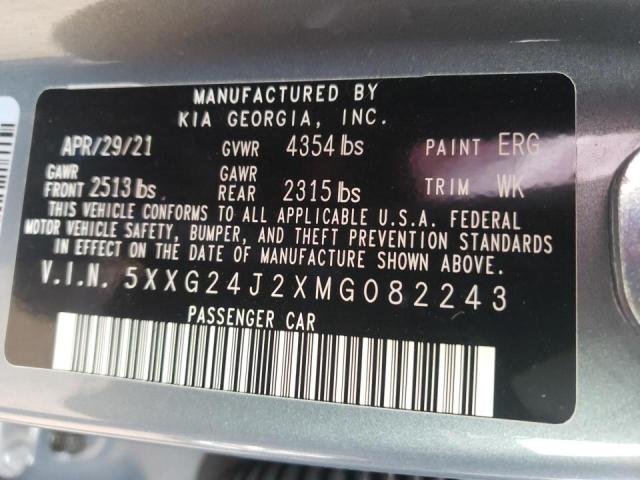 MANUFACTURED BY
KIA GEORGIA, INC.
APR/29/21 GVWR 4354 lbs PAINT ERG
GAWR FRONT 2513 lbs GAWR REAR 2315 lbs TRIM WK
THIS VEHICLE CONFORMS TO ALL APPLICABLE U.S.A. FEDERAL
MOTOR VEHICLE SAFETY, BUMPER, AND THEFT PREVENTION STANDARDS
IN EFFECT ON THE DATE OF MANUFACTURE SHOWN ABOVE.
V.I.N. 5XXG24J2XMG082243
PASSENGER CAR